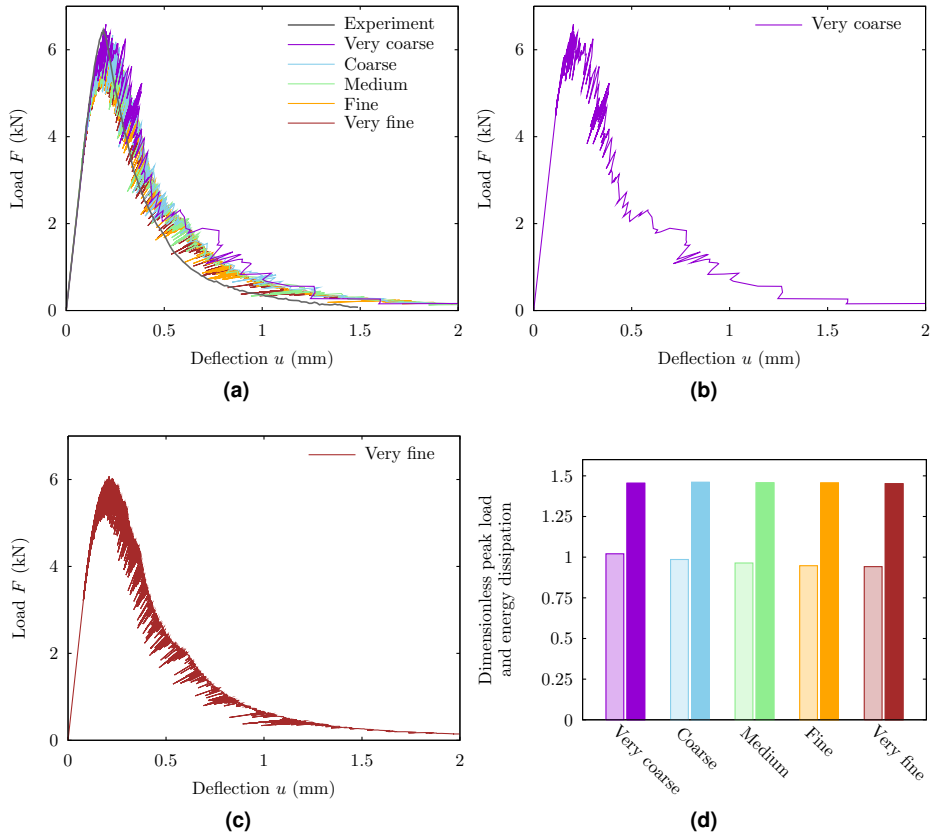 Experiment
Very coarse
Coarse
Medium
Fine
Very fine
Load F (kN)
6
4
2
0
0
0.5
1
1.5
2
Deflection u (mm)
(a)
Very coarse
Load F (kN)
6
4
2
0
0
0.5
1
1.5
2
Deflection u (mm)
(b)
Very fine
Load F (kN)
6
4
2
0
0
0.5
1
1.5
2
Deflection u (mm)
(c)
Dimensionless peak load
and energy dissipation
1.5
1.25
1
0.75
0.5
0.25
0
Very coarse
Coarse
Medium
Fine
Very fine
(d)